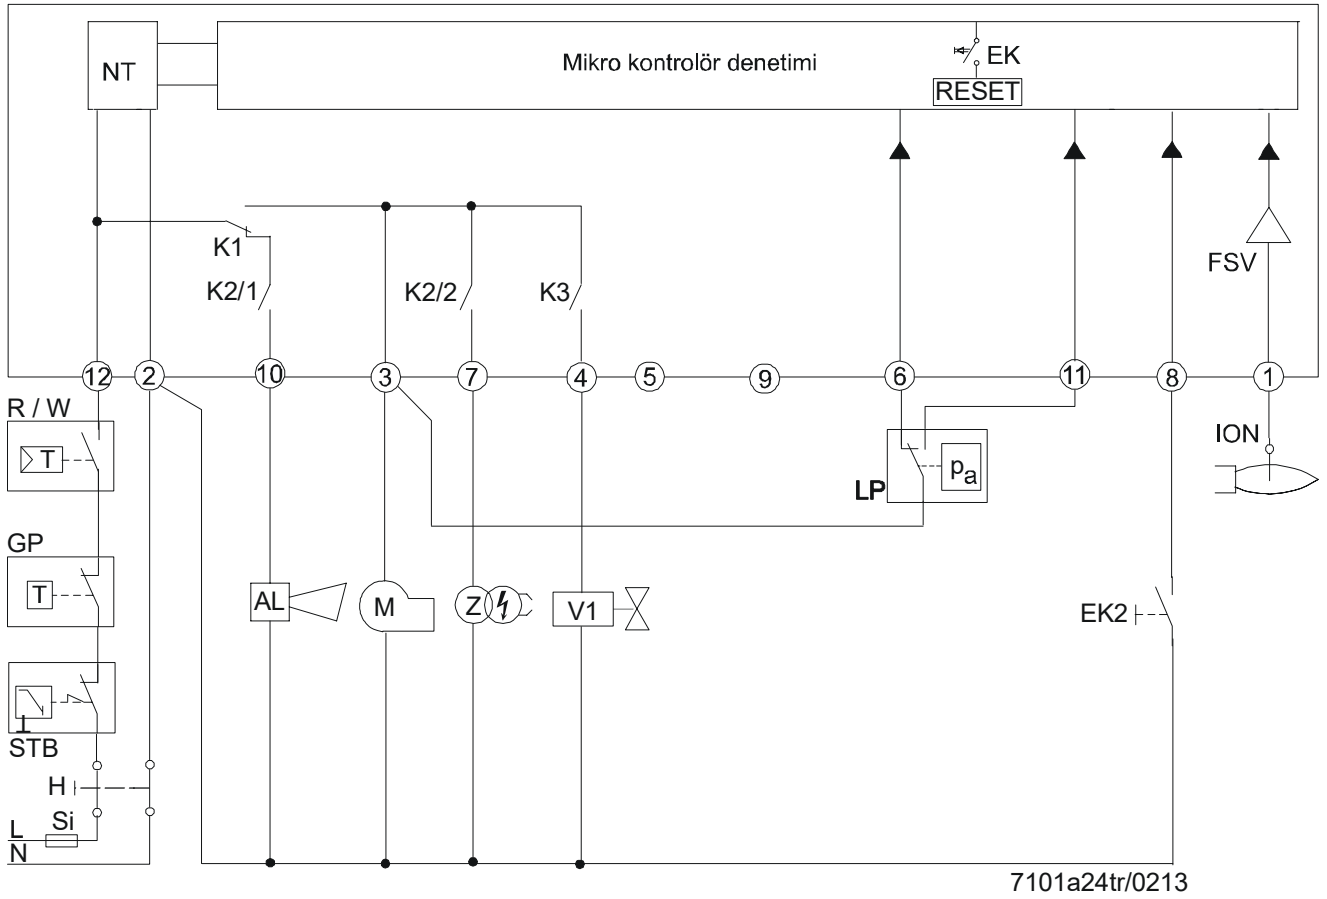 NT
Mikro kontrolör denetimi
EK
RESET
FSV
K1
K2/1
K2/2
K3
12
2
10
3
7
4
5
9
6
11
8
1
R / W
T
ION
LP
pa
GP
T
AL
M
Z
V1
EK2
STB
H
Si
L
N
7101a24tr/0213